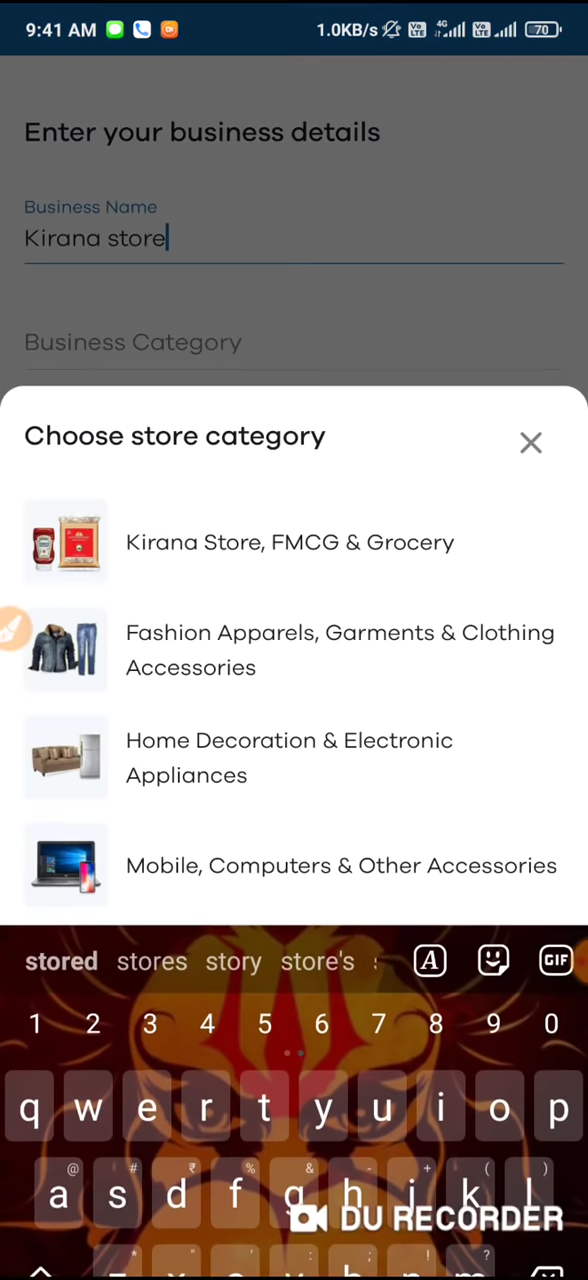 9:41 AM 1.0KB/s 4G 70
Enter your business details
Business Name
Kirana store
Business Category
Choose store category
Kirana Store, FMCG & Grocery
Fashion Apparels, Garments & Clothing
Accessories
Home Decoration & Electronic
Appliances
Mobile, Computers & Other Accessories
stored stores story store's GIF
1 2 3 4 5 6 7 8 9 0
q w e r t y u i o p
@ # ₹ % & - + ( )
a s d f g h j k l
DU RECORDER